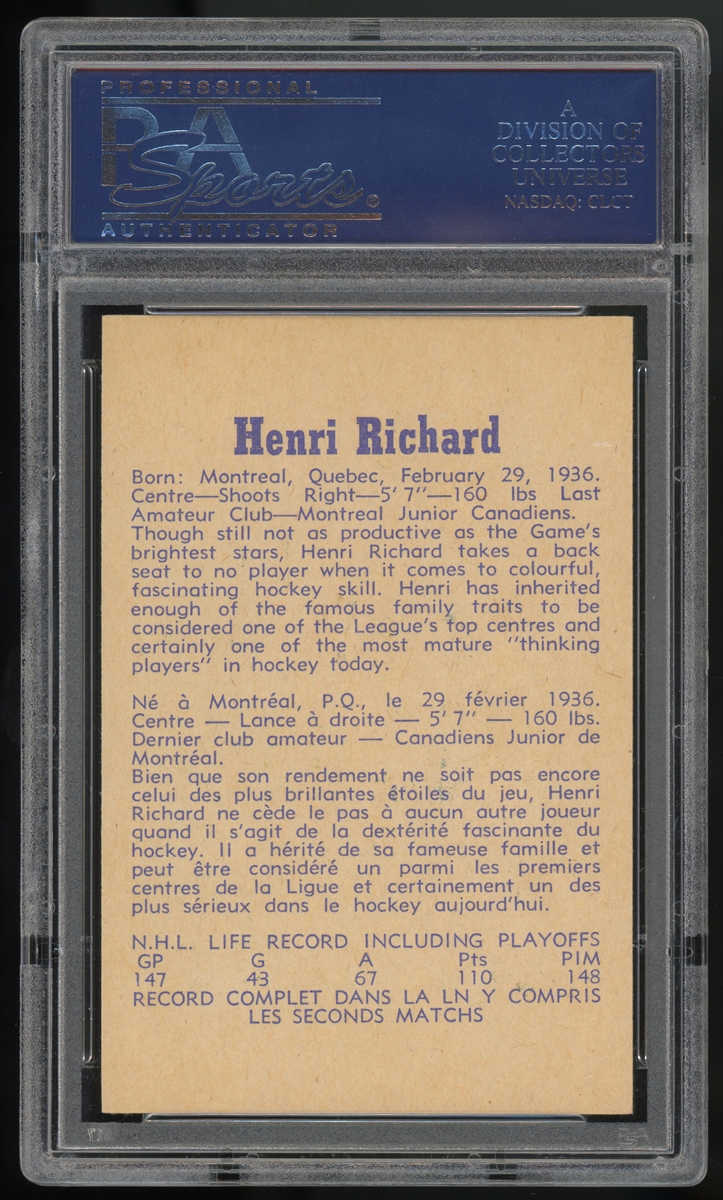 PROFESSIONAL
PSA
Sports®
AUTHENTICATOR
A
DIVISION OF
COLLECTORS
UNIVERSE
NASDAQ: CLCT
Henri Richard
Born: Montreal, Quebec, February 29, 1936.
Centre—Shoots Right—5' 7"—160 lbs Last
Amateur Club—Montreal Junior Canadiens.
Though still not as productive as the Game's
brightest stars, Henri Richard takes a back
seat to no player when it comes to colourful,
fascinating hockey skill. Henri has inherited
enough of the famous family traits to be
considered one of the League's top centres and
certainly one of the most mature "thinking
players" in hockey today.
Né à Montréal, P.Q., le 29 février 1936.
Centre — Lance à droite — 5' 7" — 160 lbs.
Dernier club amateur — Canadiens Junior de
Montréal.
Bien que son rendement ne soit pas encore
celui des plus brillantes étoiles du jeu, Henri
Richard ne cède le pas à aucun autre joueur
quand il s'agit de la dextérité fascinante du
hockey. Il a hérité de sa fameuse famille et
peut être considéré un parmi les premiers
centres de la Ligue et certainement un des
plus sérieux dans le hockey aujourd'hui.
N.H.L. LIFE RECORD INCLUDING PLAYOFFS
GP G A Pts PIM
147 43 67 110 148
RECORD COMPLET DANS LA LN Y COMPRIS
LES SECONDS MATCHS